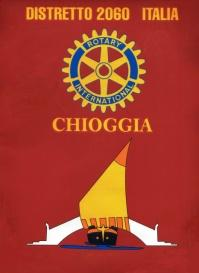 DISTRETTO 2060 ITALIA
ROTARY
INTERNATIONAL
CHIOGGIA